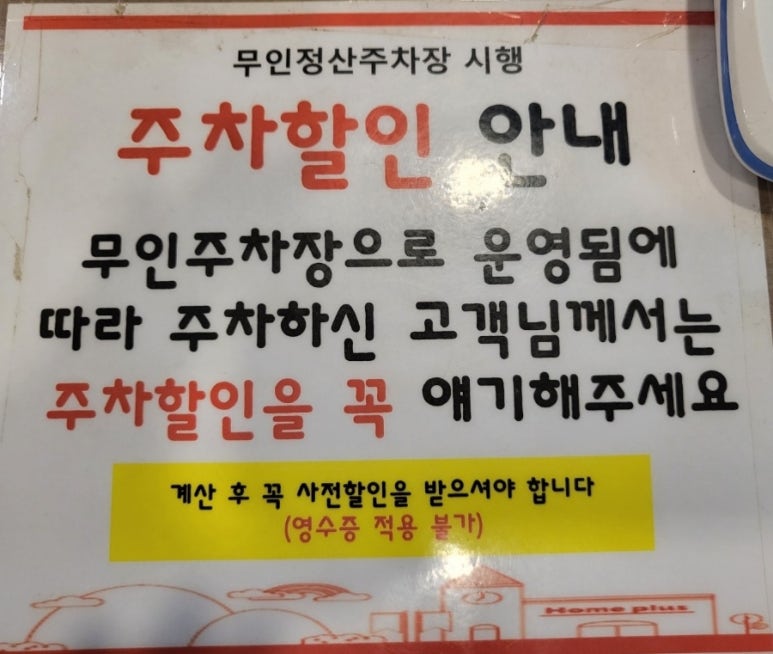 무인정산주차장 시행
주차할인 안내
무인주차장으로 운영됨에
따라 주차하신 고객님께서는
주차할인을 꼭 얘기해주세요
계산 후 꼭 사전할인을 받으셔야 합니다
(영수증 적용 불가)
Home plus